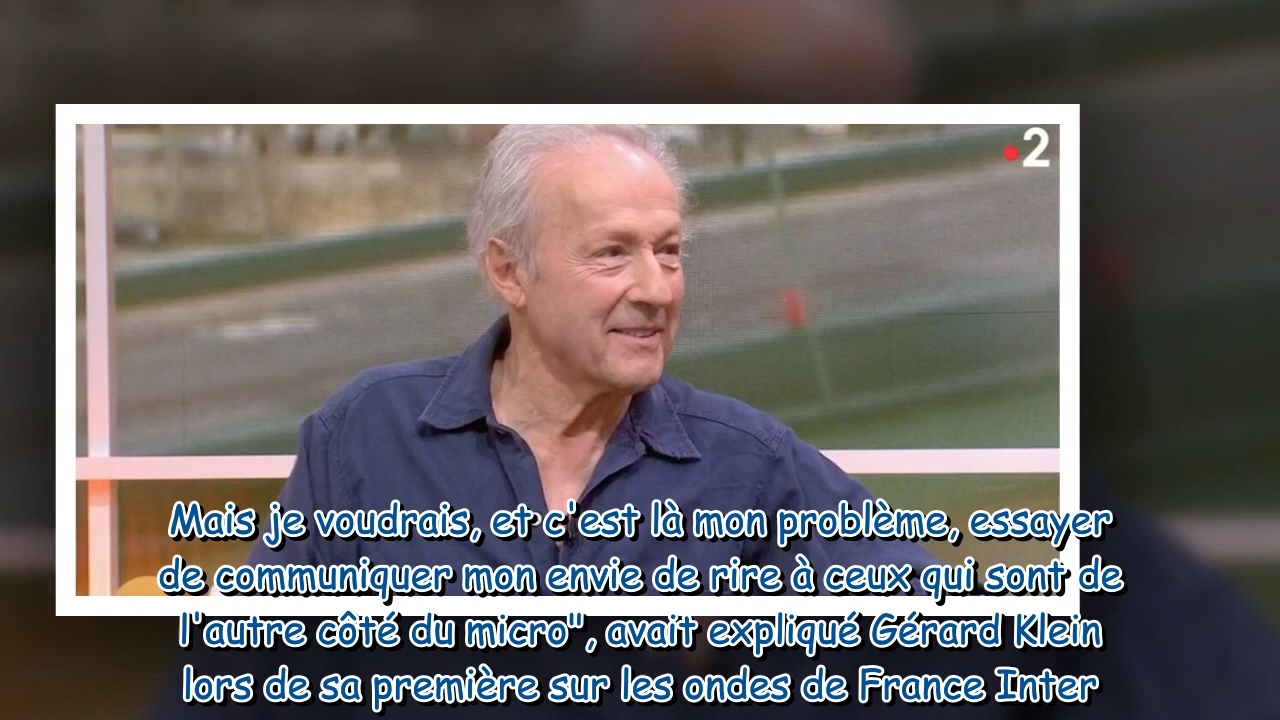 2
Mais je voudrais, et c'est là mon problème, essayer
de communiquer mon envie de rire à ceux qui sont de
l'autre côté du micro", avait expliqué Gérard Klein
lors de sa première sur les ondes de France Inter